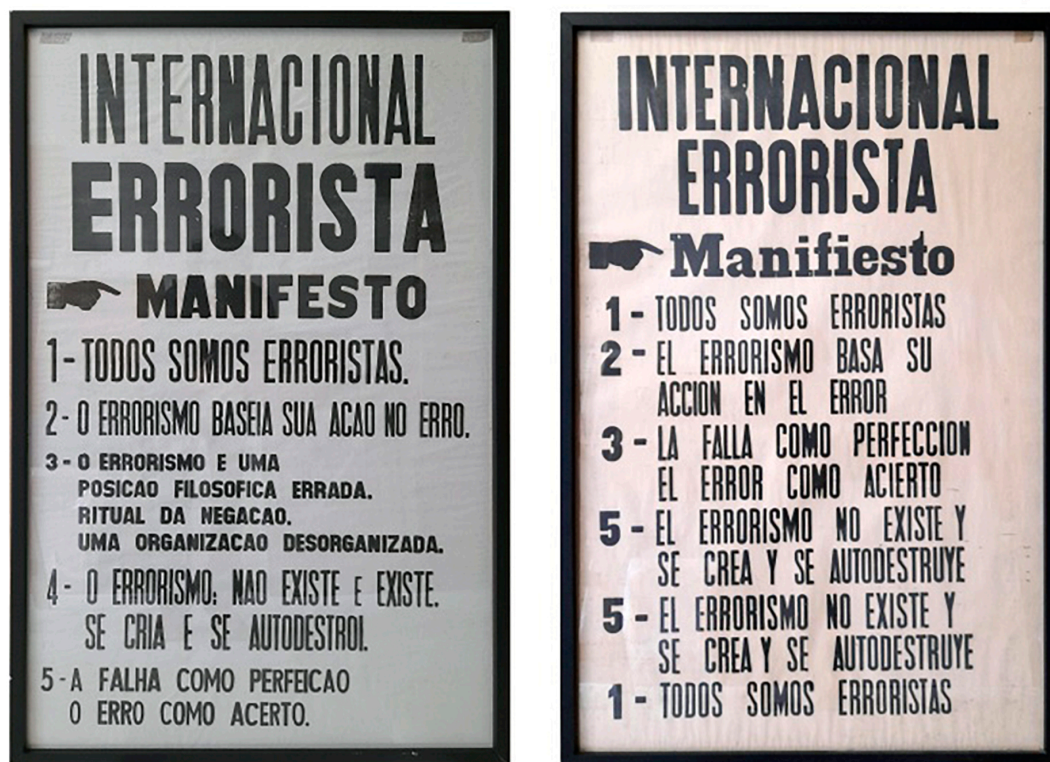 INTERNACIONAL
ERRORISTA
MANIFESTO
1- TODOS SOMOS ERRORISTAS.
2- O ERRORISMO BASEIA SUA ACAO NO ERRO.
3- O ERRORISMO E UMA
POSICAO FILOSOFICA ERRADA.
RITUAL DA NEGACAO.
UMA ORGANIZACAO DESORGANIZADA.
4- O ERRORISMO: NAO EXISTE E EXISTE.
SE CRIA E SE AUTODESTROI.
5-A FALHA COMO PERFEICAO
O ERRO COMO ACERTO.
INTERNACIONAL
ERRORISTA
Manifiesto
1- TODOS SOMOS ERRORISTAS
2- EL ERRORISMO BASA SU
ACCION EN EL ERROR
3- LA FALLA COMO PERFECCION
EL ERROR COMO ACIERTO
5- EL ERRORISMO NO EXISTE Y
SE CREA Y SE AUTODESTRUYE
5- EL ERRORISMO NO EXISTE Y
SE CREA Y SE AUTODESTRUYE
1- TODOS SOMOS ERRORISTAS